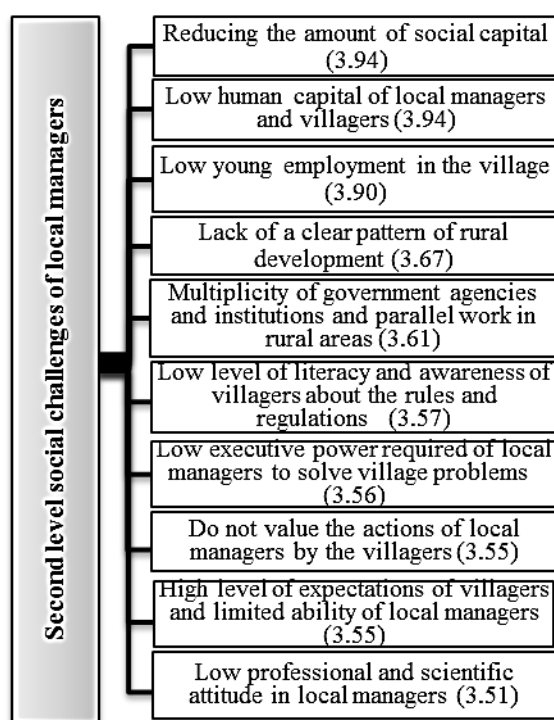 Second level social challenges of local managers
Reducing the amount of social capital
(3.94)
Low human capital of local managers
and villagers (3.94)
Low young employment in the village
(3.90)
Lack of a clear pattern of rural
development (3.67)
Multiplicity of government agencies
and institutions and parallel work in
rural areas (3.61)
Low level of literacy and awareness of
villagers about the rules and
regulations (3.57)
Low executive power required of local
managers to solve village problems
(3.56)
Do not value the actions of local
managers by the villagers (3.55)
High level of expectations of villagers
and limited ability of local managers
(3.55)
Low professional and scientific
attitude in local managers (3.51)